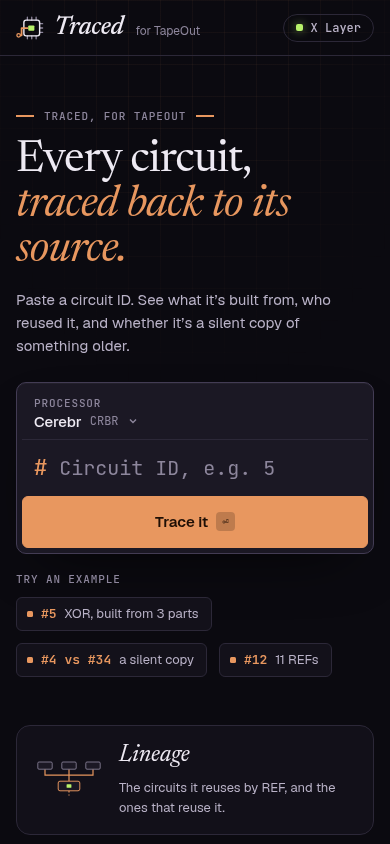 Traced for TapeOut
X Layer
TRACED, FOR TAPEOUT
Every circuit,
traced back to its
source.
Paste a circuit ID. See what it’s built from, who
reused it, and whether it’s a silent copy of
something older.
PROCESSOR
Cerebr CRBR
# Circuit ID, e.g. 5
Trace it ⏎
TRY AN EXAMPLE
#5 XOR, built from 3 parts
#4 vs #34 a silent copy
#12 11 REFs
Lineage
The circuits it reuses by REF, and the
ones that reuse it.